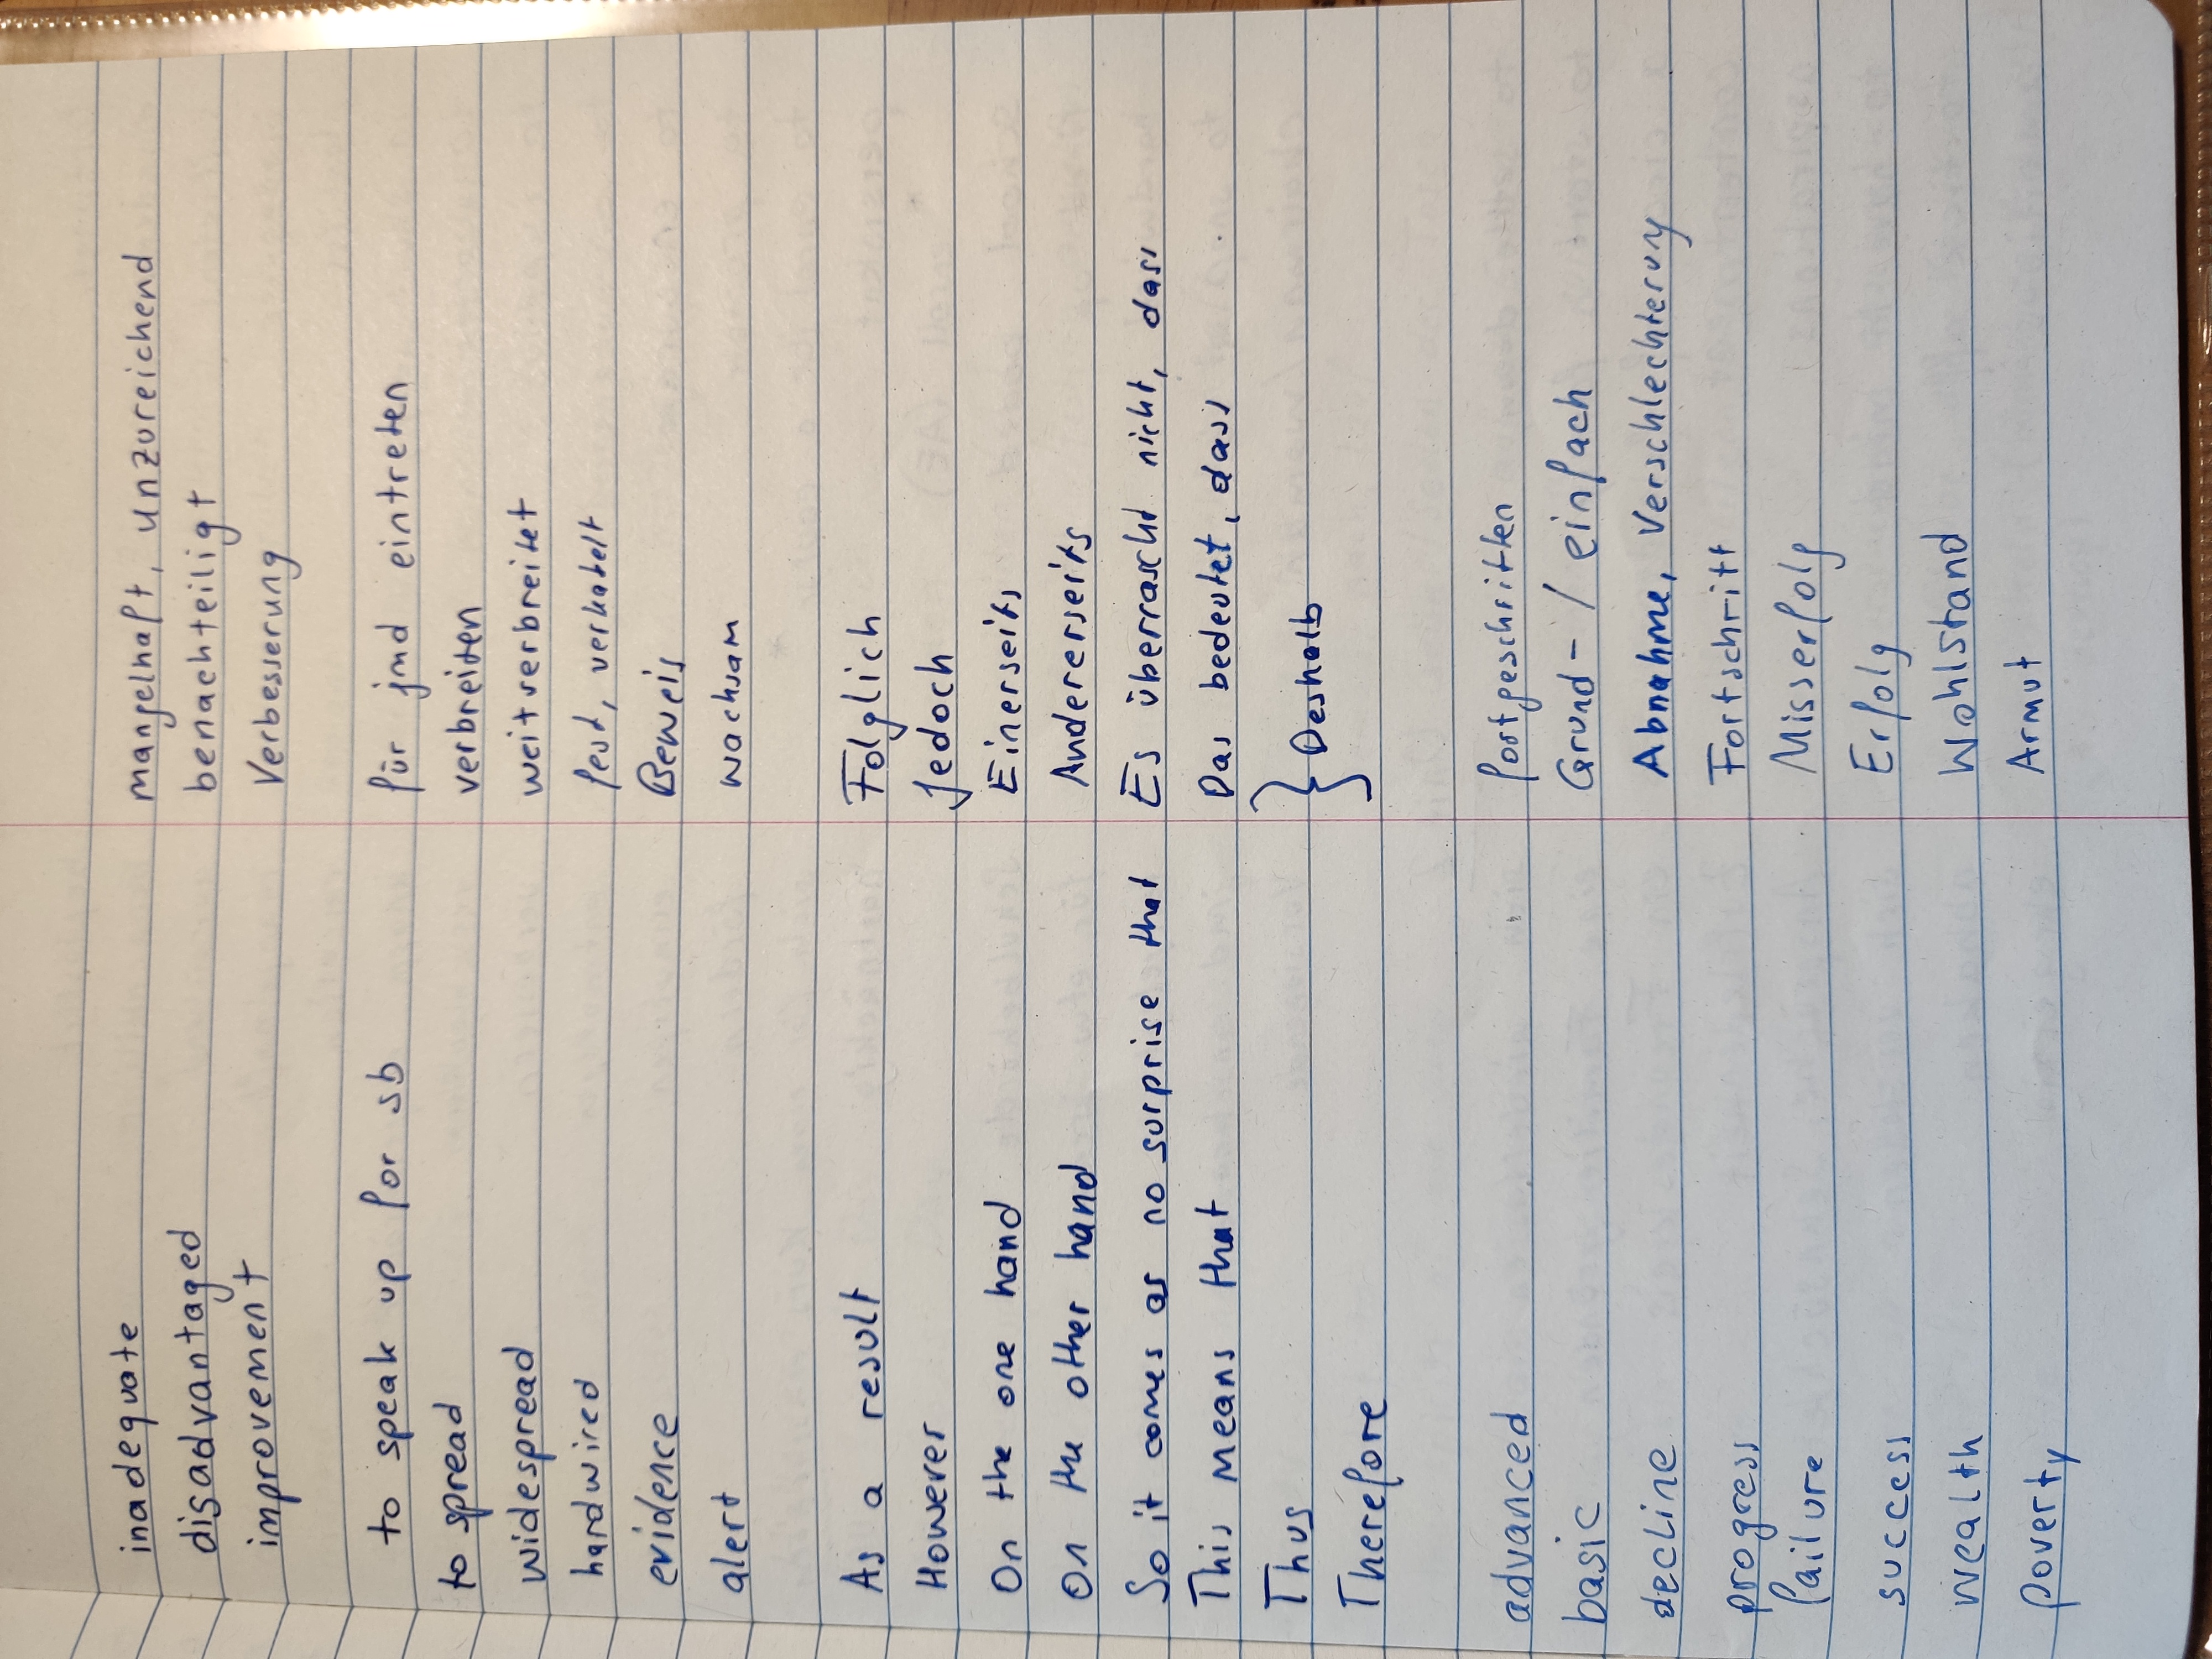 inadequate mangelhaft, unzureichend
disadvantaged benachteiligt
improvement Verbesserung
to speak up for sb für jmd eintreten
to spread verbreiten
widespread weitverbreitet
hardwired fest, verkabelt
evidence Beweis
alert wachsam
As a result Folglich
However Jedoch
On the one hand Einerseits
On the other hand Andererseits
So it comes as no surprise that Es überrascht nicht, dass
This means that Das bedeutet, dass
Thus
} Deshalb
Therefore
advanced fortgeschritten
basic Grund- / einfach
decline Abnahme, Verschlechterung
progress Fortschritt
failure Misserfolg
success Erfolg
wealth Wohlstand
poverty Armut